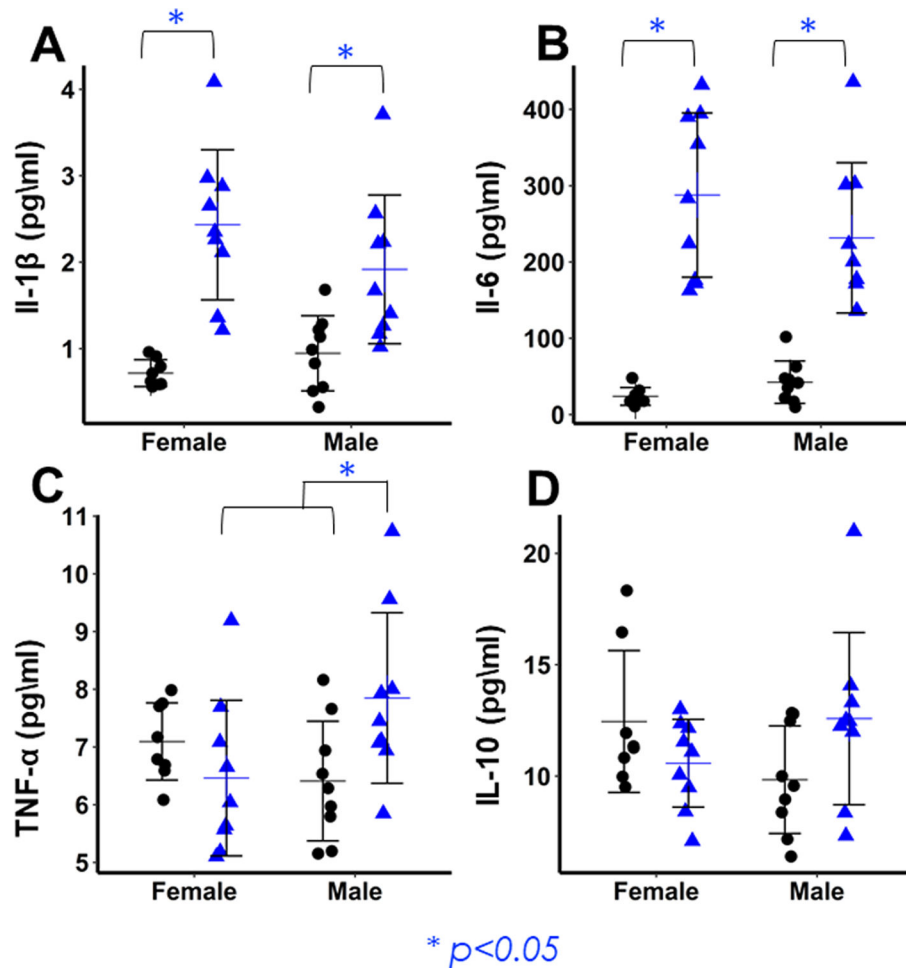 A
*
*
Il-1β (pg\ml)
4
3
2
1
Female
Male
B
*
*
Il-6 (pg\ml)
400
300
200
100
0
Female
Male
C
*
TNF-α (pg\ml)
11
10
9
8
7
6
5
Female
Male
D
IL-10 (pg\ml)
20
15
10
Female
Male
* p<0.05